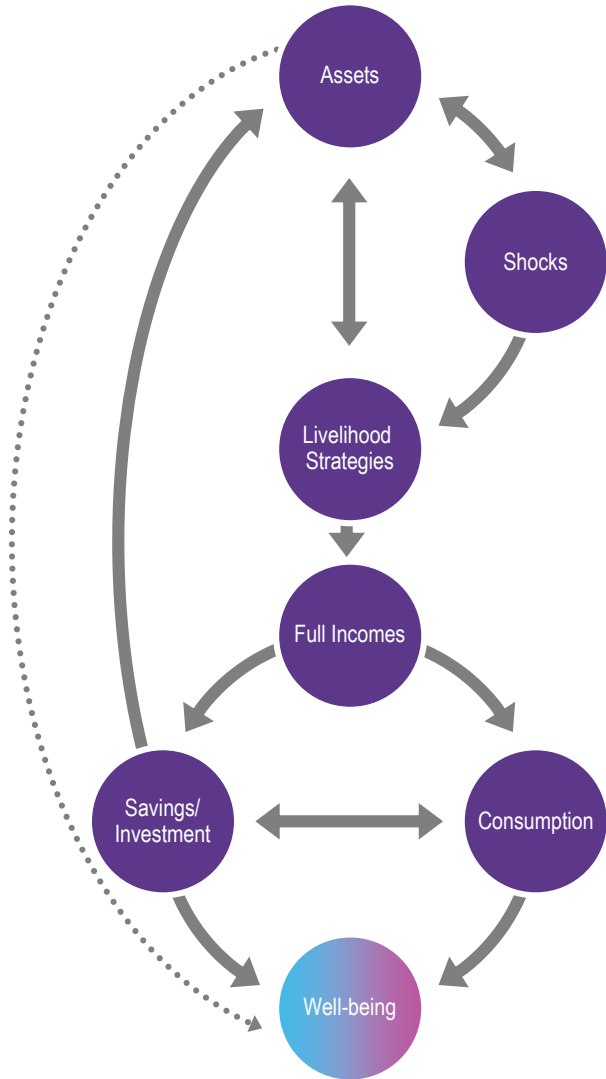 Assets
Shocks
Livelihood
Strategies
Full Incomes
Savings/
Investment
Consumption
Well-being